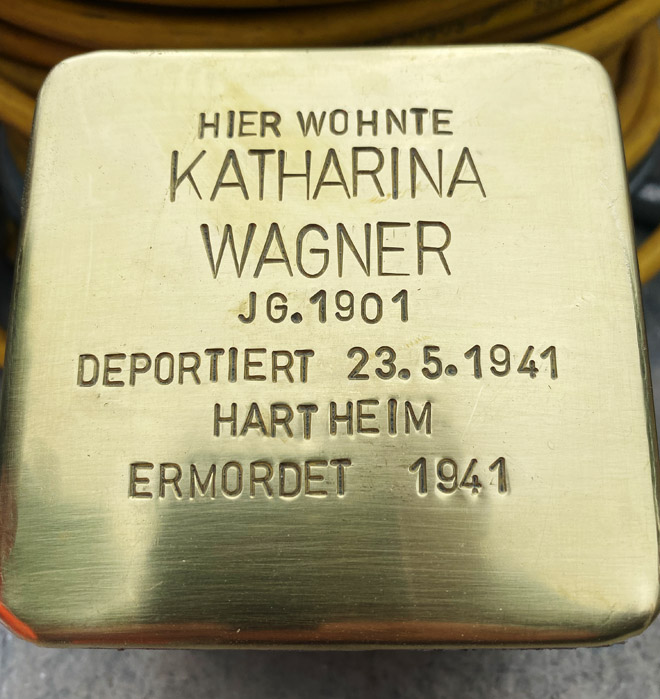 HIER WOHNTE
KATHARINA
WAGNER
JG.1901
DEPORTIERT 23.5.1941
HARTHEIM
ERMORDET 1941